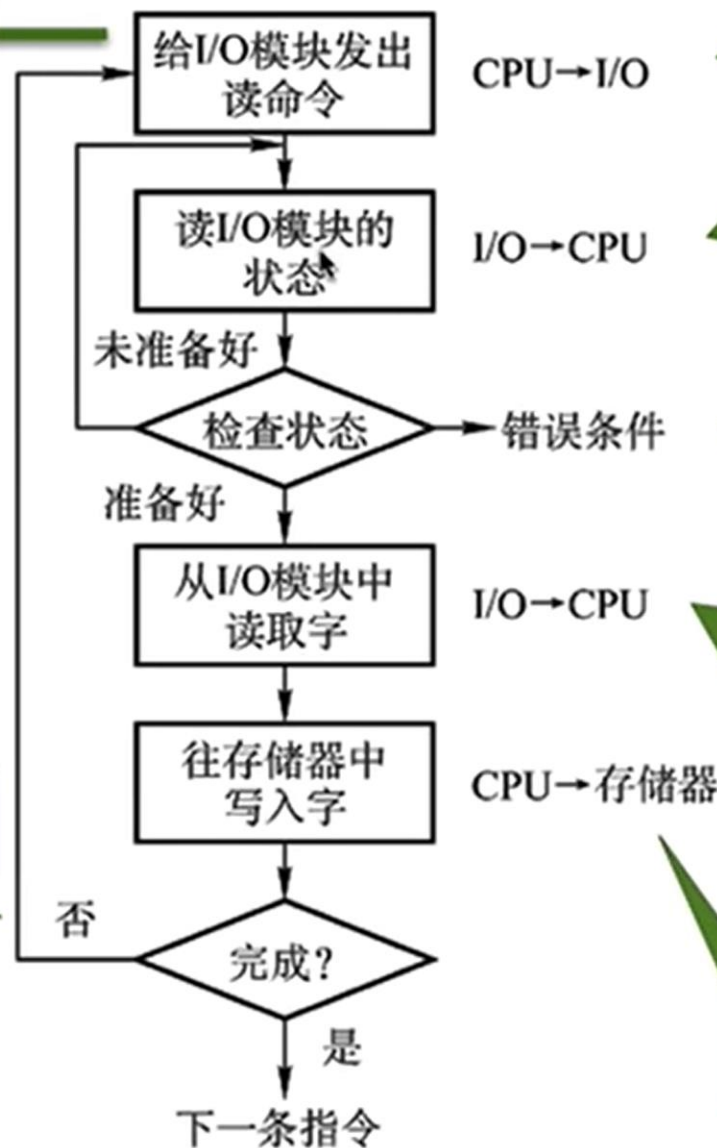 给I/O模块发出
读命令
CPU→I/O
读I/O模块的
状态
I/O→CPU
未准备好
检查状态
错误条件
准备好
从I/O模块中
读取字
I/O→CPU
往存储器中
写入字
CPU→存储器
否
完成?
是
下一条指令